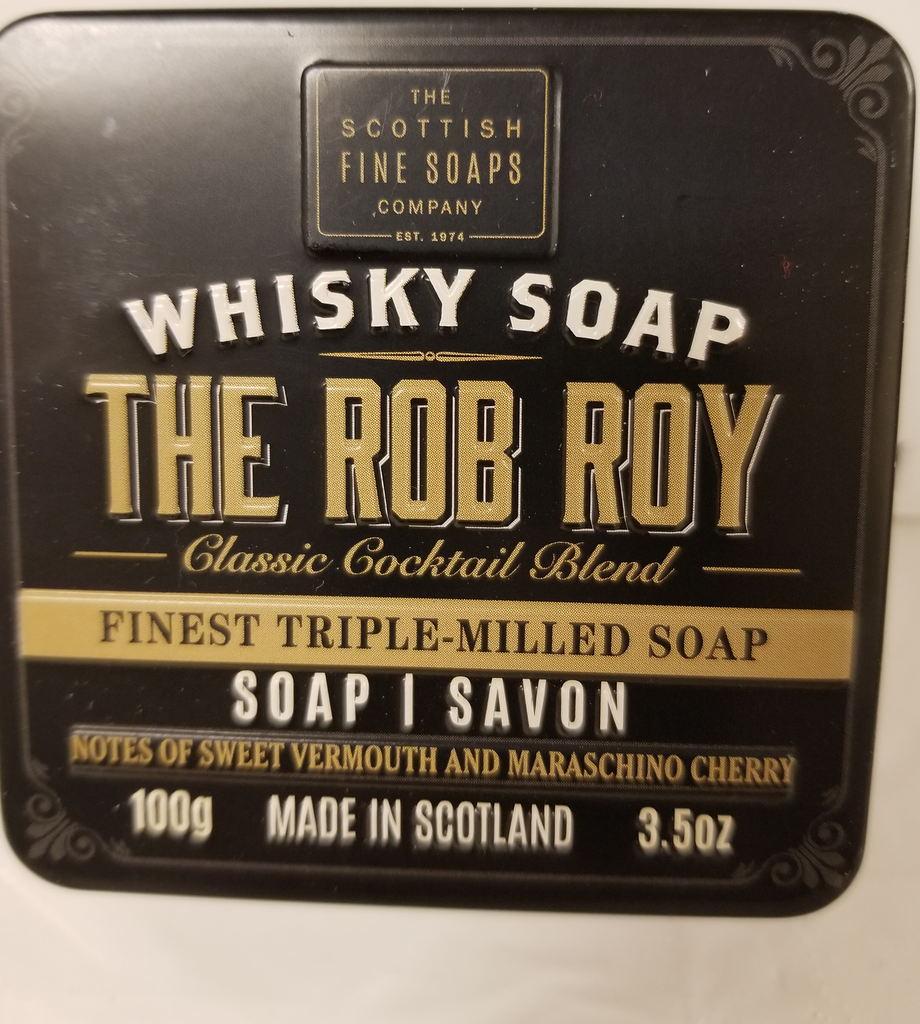 THE
SCOTTISH
FINE SOAPS
COMPANY
EST. 1974
WHISKY SOAP
THE ROB ROY
Classic Cocktail Blend
FINEST TRIPLE-MILLED SOAP
SOAP | SAVON
NOTES OF SWEET VERMOUTH AND MARASCHINO CHERRY
100g MADE IN SCOTLAND 3.5oz